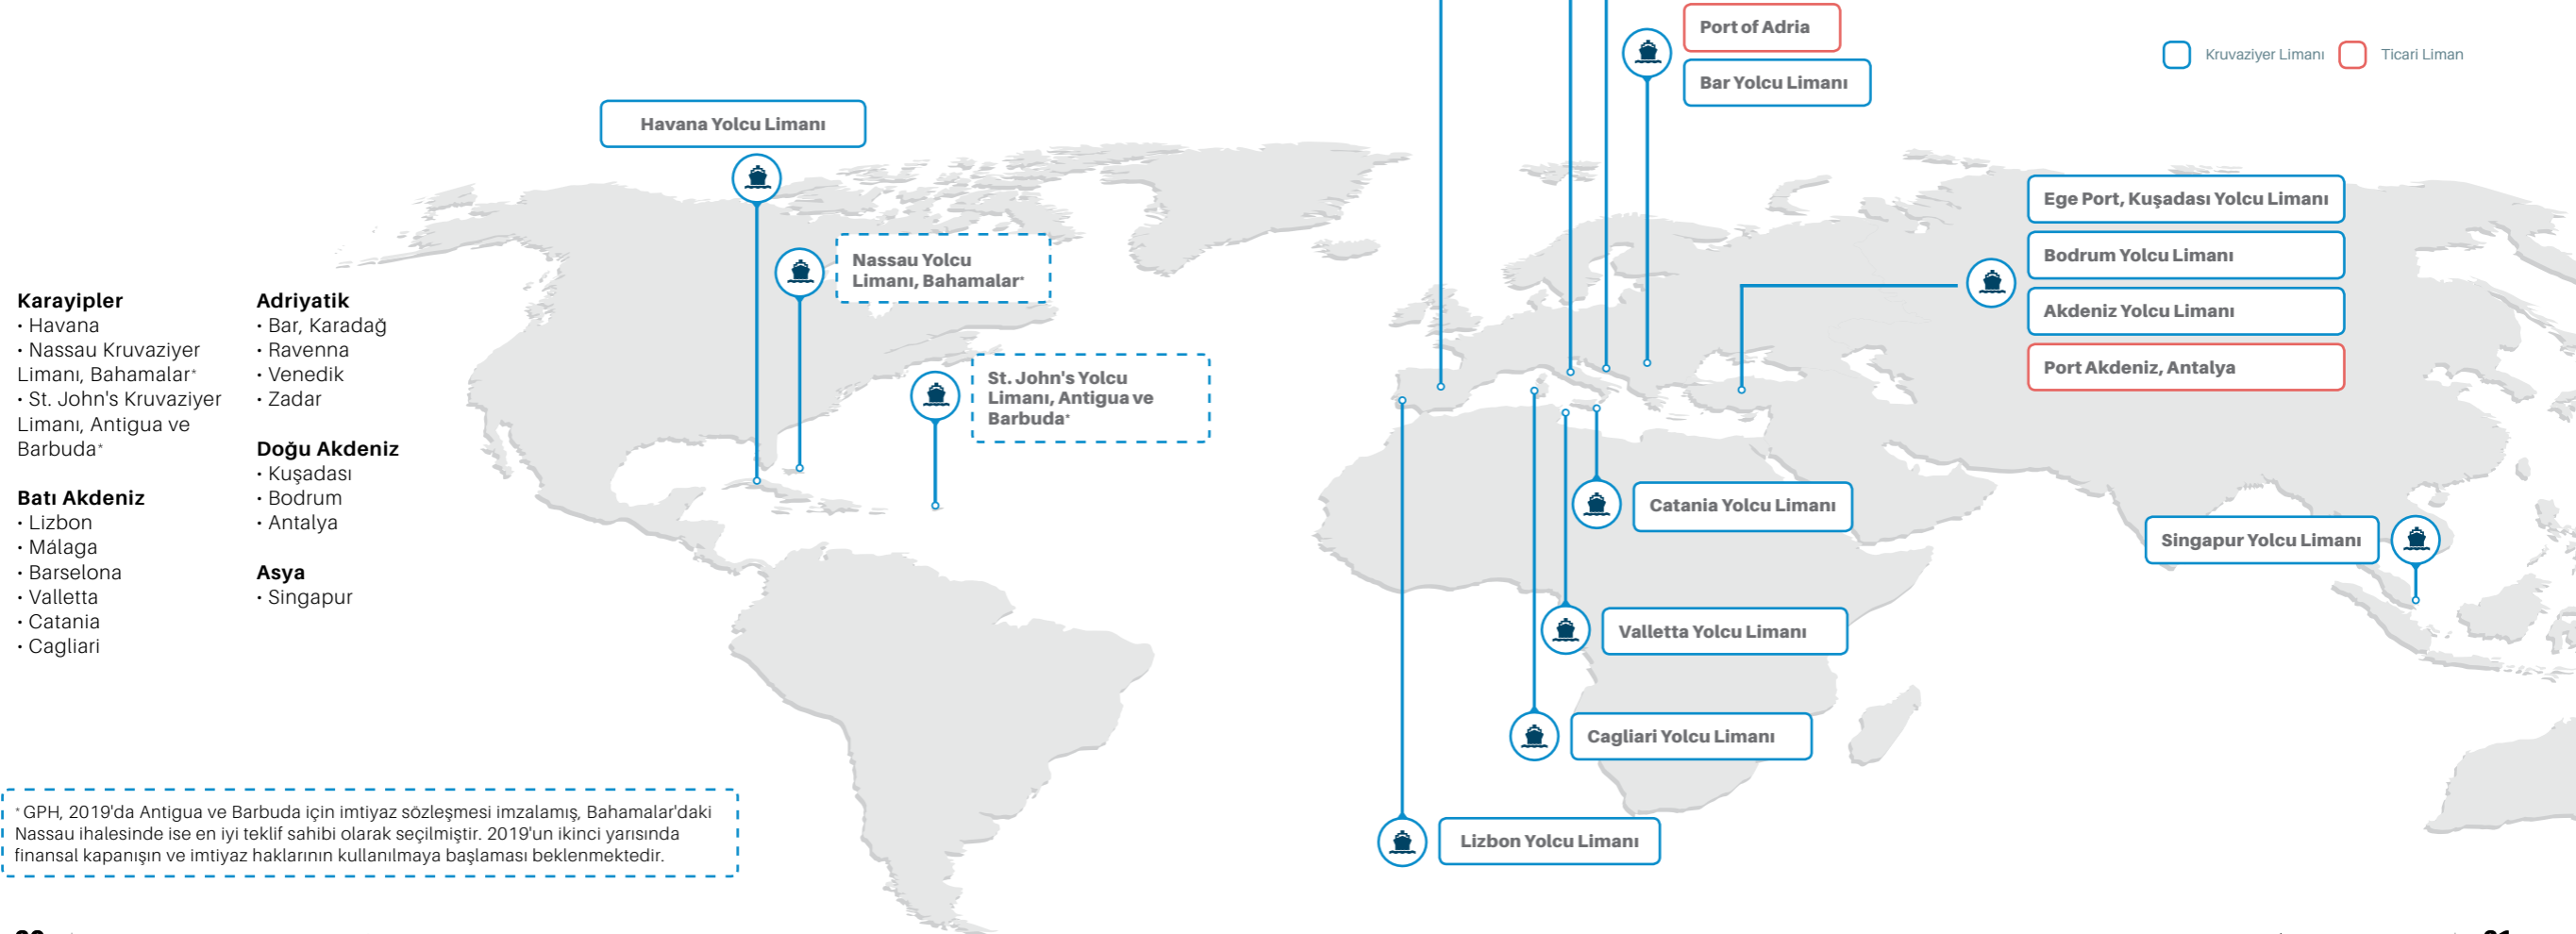 Port of Adria
Bar Yolcu Limanı
Kruvaziyer Limanı
Ticari Liman
Havana Yolcu Limanı
Nassau Yolcu
Limanı, Bahamalar*
St. John's Yolcu
Limanı, Antigua ve
Barbuda*
Ege Port, Kuşadası Yolcu Limanı
Bodrum Yolcu Limanı
Akdeniz Yolcu Limanı
Port Akdeniz, Antalya
Karayipler
• Havana
• Nassau Kruvaziyer
Limanı, Bahamalar*
• St. John's Kruvaziyer
Limanı, Antigua ve
Barbuda*
Batı Akdeniz
• Lizbon
• Málaga
• Barselona
• Valletta
• Catania
• Cagliari
Adriyatik
• Bar, Karadağ
• Ravenna
• Venedik
• Zadar
Doğu Akdeniz
• Kuşadası
• Bodrum
• Antalya
Asya
• Singapur
Catania Yolcu Limanı
Singapur Yolcu Limanı
Valletta Yolcu Limanı
Cagliari Yolcu Limanı
Lizbon Yolcu Limanı
* GPH, 2019'da Antigua ve Barbuda için imtiyaz sözleşmesi imzalamış, Bahamalar'daki
Nassau ihalesinde ise en iyi teklif sahibi olarak seçilmiştir. 2019'un ikinci yarısında
finansal kapanışın ve imtiyaz haklarının kullanılmaya başlaması beklenmektedir.